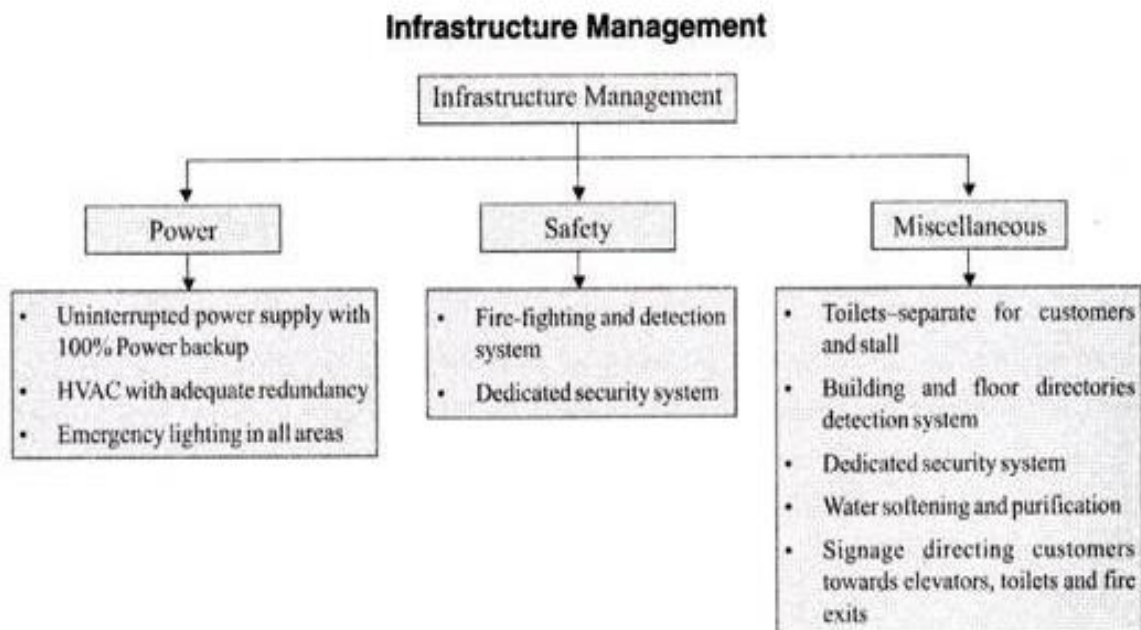 Infrastructure Management
Infrastructure Management
Power
Safety
Miscellaneous
• Uninterrupted power supply with
100% Power backup
• HVAC with adequate redundancy
• Emergency lighting in all areas
• Fire-fighting and detection
system
• Dedicated security system
• Toilets–separate for customers
and stall
• Building and floor directories
detection system
• Dedicated security system
• Water softening and purification
• Signage directing customers
towards elevators, toilets and fire
exits